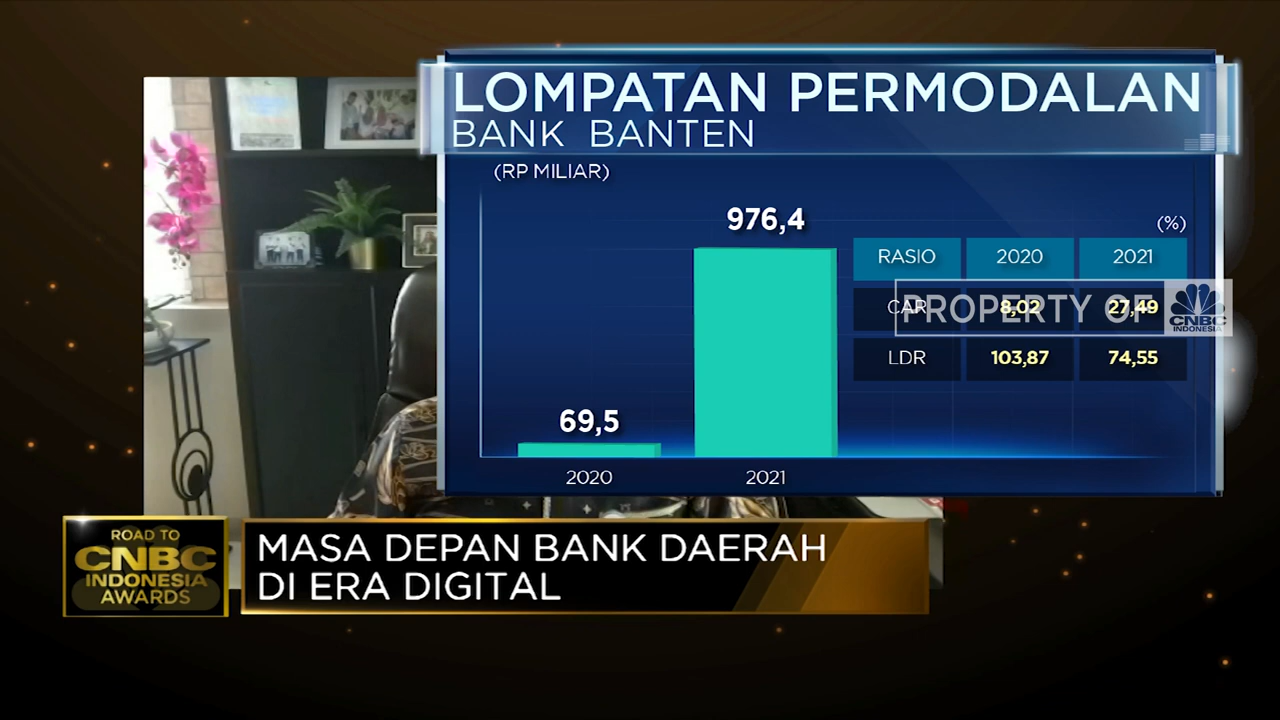 LOMPATAN PERMODALAN
BANK BANTEN
(RP MILIAR)
976,4
69,5
2020 2021
(%)
RASIO 2020 2021
CAR 8,02 27,49
LDR 103,87 74,55
PROPERTY OF CNBC INDONESIA
ROAD TO
CNBC
INDONESIA
AWARDS
MASA DEPAN BANK DAERAH
DI ERA DIGITAL